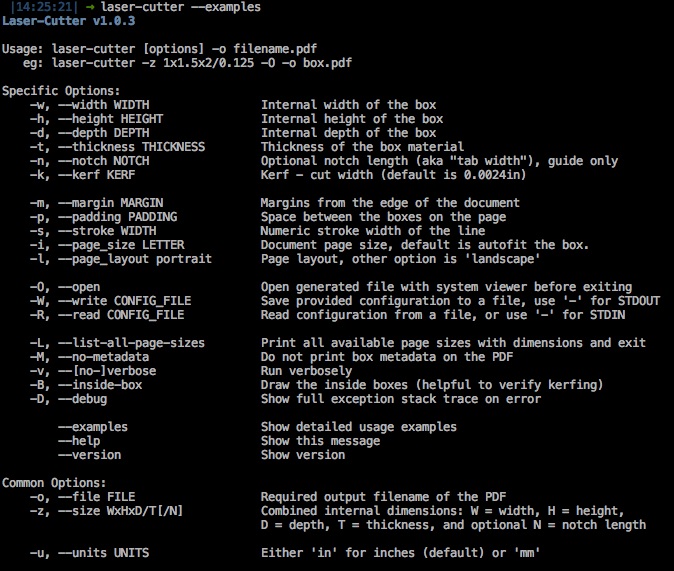 |14:25:21| → laser-cutter --examples
Laser-Cutter v1.0.3

Usage: laser-cutter [options] -o filename.pdf
   eg: laser-cutter -z 1x1.5x2/0.125 -O -o box.pdf

Specific Options:
    -w, --width WIDTH                Internal width of the box
    -h, --height HEIGHT              Internal height of the box
    -d, --depth DEPTH                Internal depth of the box
    -t, --thickness THICKNESS        Thickness of the box material
    -n, --notch NOTCH                Optional notch length (aka "tab width"), guide only
    -k, --kerf KERF                  Kerf - cut width (default is 0.0024in)

    -m, --margin MARGIN              Margins from the edge of the document
    -p, --padding PADDING            Space between the boxes on the page
    -s, --stroke WIDTH               Numeric stroke width of the line
    -i, --page_size LETTER           Document page size, default is autofit the box.
    -l, --page_layout portrait       Page layout, other option is 'landscape'

    -O, --open                       Open generated file with system viewer before exiting
    -W, --write CONFIG_FILE          Save provided configuration to a file, use '-' for STDOUT
    -R, --read CONFIG_FILE           Read configuration from a file, or use '-' for STDIN

    -L, --list-all-page-sizes        Print all available page sizes with dimensions and exit
    -M, --no-metadata                Do not print box metadata on the PDF
    -v, --[no-]verbose               Run verbosely
    -B, --inside-box                 Draw the inside boxes (helpful to verify kerfing)
    -D, --debug                      Show full exception stack trace on error

        --examples                   Show detailed usage examples
        --help                       Show this message
        --version                    Show version

Common Options:
    -o, --file FILE                  Required output filename of the PDF
    -z, --size WxHxD/T[/N]           Combined internal dimensions: W = width, H = height,
                                     D = depth, T = thickness, and optional N = notch length

    -u, --units UNITS                Either 'in' for inches (default) or 'mm'